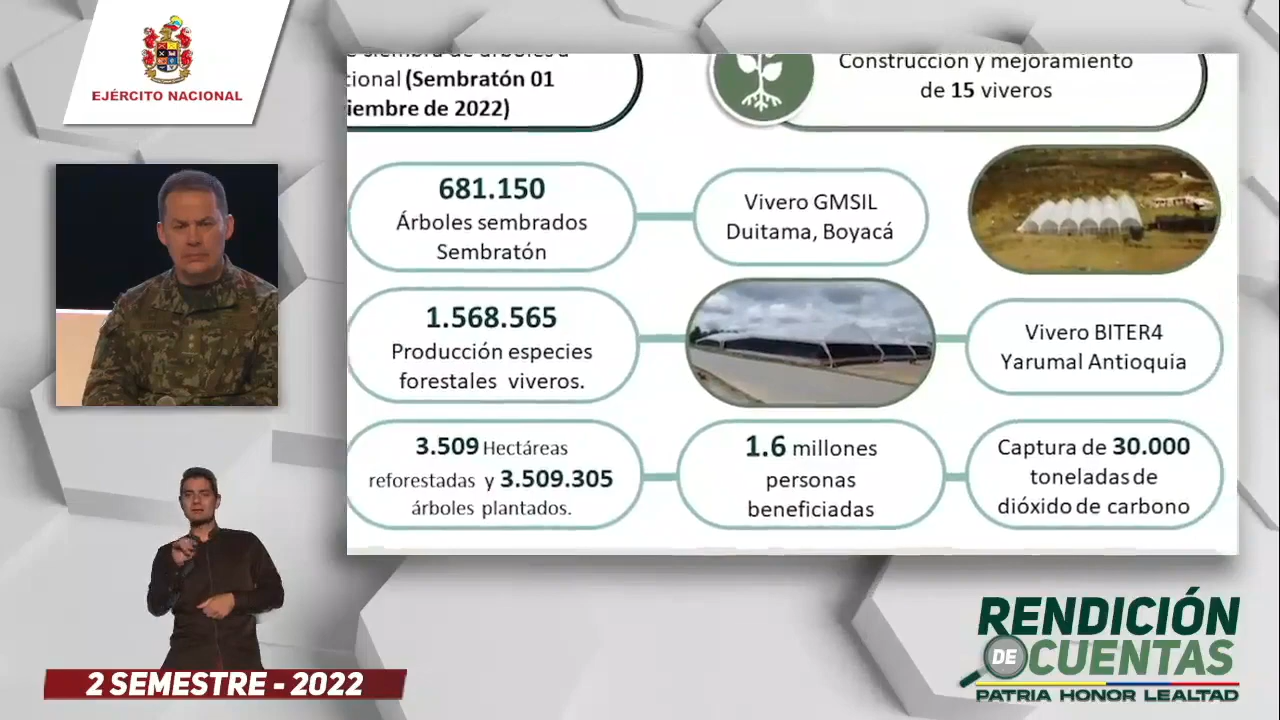 EJÉRCITO NACIONAL
cional (Sembratón 01
iembre de 2022)
Construcción y mejoramiento
de 15 viveros
681.150
Árboles sembrados
Sembratón
Vivero GMSIL
Duitama, Boyacá
1.568.565
Producción especies
forestales viveros.
Vivero BITER4
Yarumal Antioquia
3.509 Hectáreas
reforestadas y 3.509.305
árboles plantados.
1.6 millones
personas
beneficiadas
Captura de 30.000
toneladas de
dióxido de carbono
2 SEMESTRE - 2022
RENDICIÓN
DE CUENTAS
PATRIA HONOR LEALTAD